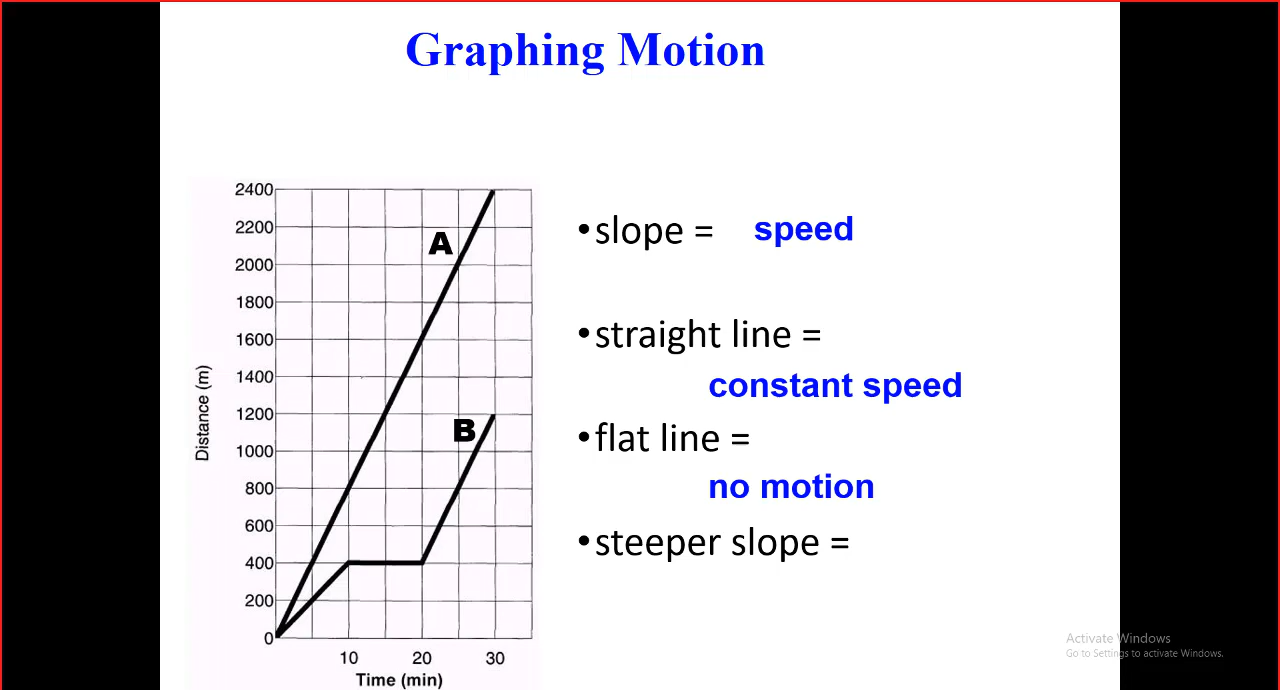 Graphing Motion
2400
2200
2000
1800
1600
1400
1200
1000
800
600
400
200
0
Distance (m)
A
B
10 20 30
Time (min)
•slope = speed
•straight line =
constant speed
•flat line =
no motion
•steeper slope =
Activate Windows
Go to Settings to activate Windows.